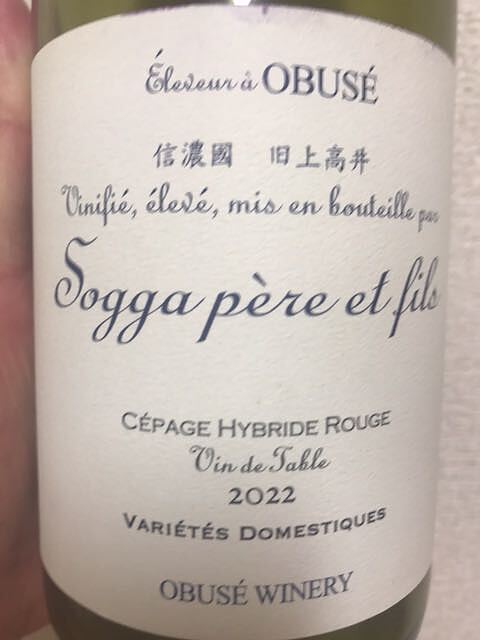 Éleveur à OBUSÉ
信濃國 旧上高井
Vinifié, élevé, mis en bouteille par
Sogga père et fils
CÉPAGE HYBRIDE ROUGE
Vin de Table
2022
VARIÉTÉS DOMESTIQUES
OBUSÉ WINERY